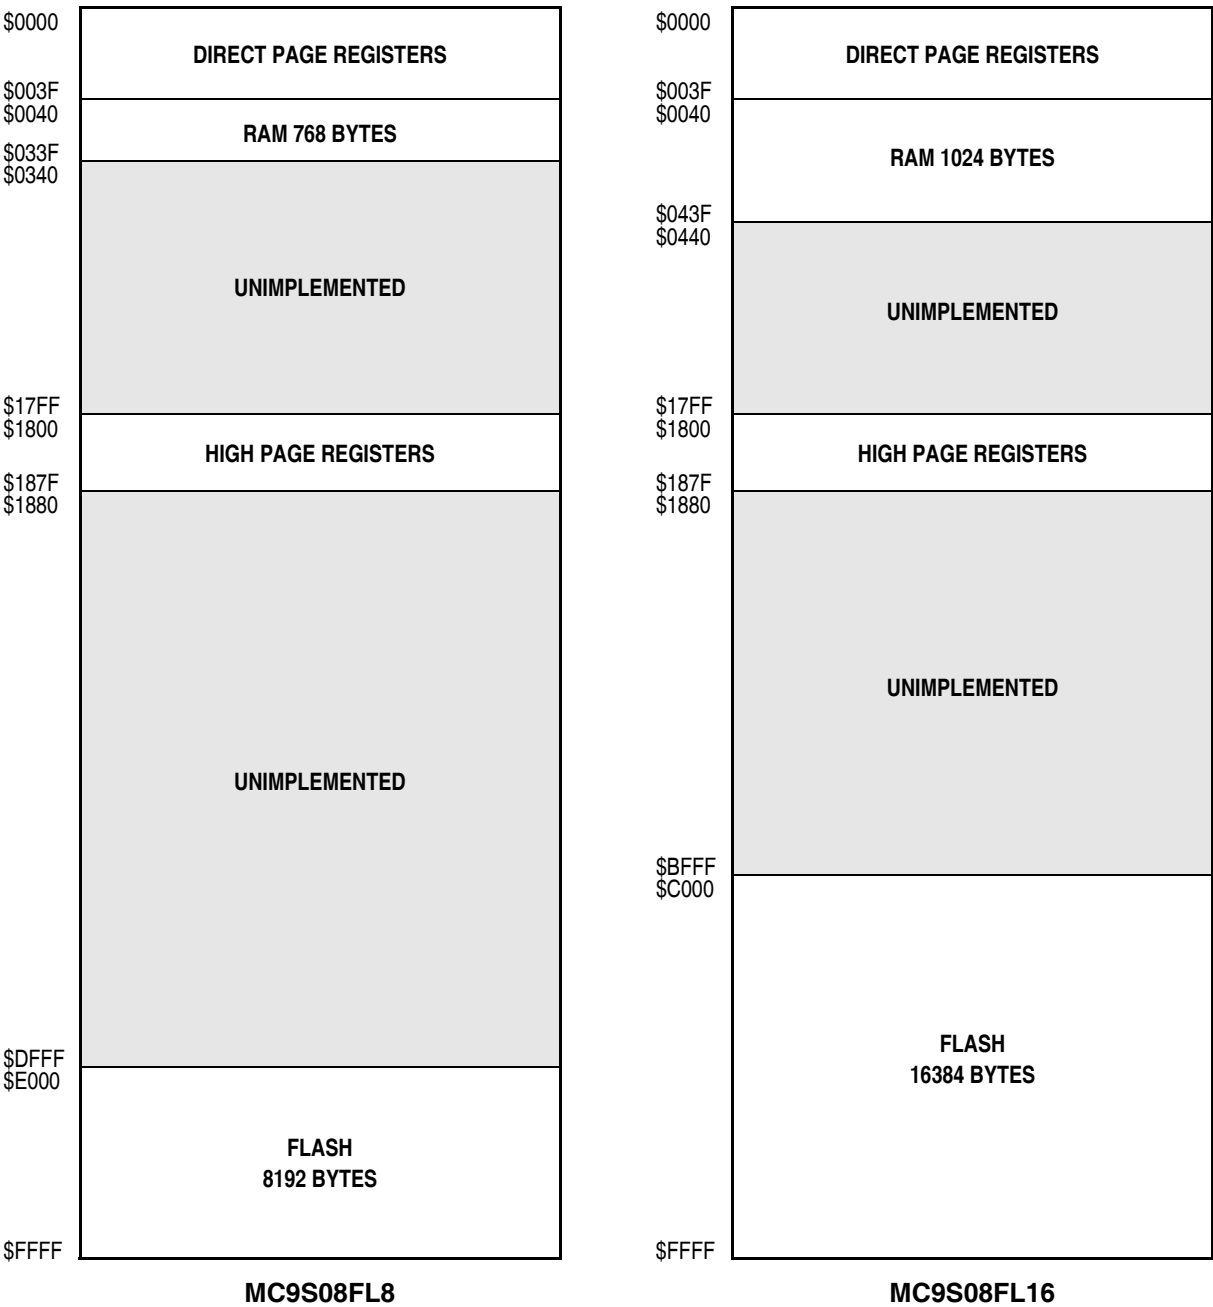 $0000
DIRECT PAGE REGISTERS
$003F
$0040
RAM 768 BYTES
$033F
$0340
UNIMPLEMENTED
$17FF
$1800
HIGH PAGE REGISTERS
$187F
$1880
UNIMPLEMENTED
$DFFF
$E000
FLASH
8192 BYTES
$FFFF
MC9S08FL8
$0000
DIRECT PAGE REGISTERS
$003F
$0040
RAM 1024 BYTES
$043F
$0440
UNIMPLEMENTED
$17FF
$1800
HIGH PAGE REGISTERS
$187F
$1880
UNIMPLEMENTED
$BFFF
$C000
FLASH
16384 BYTES
$FFFF
MC9S08FL16